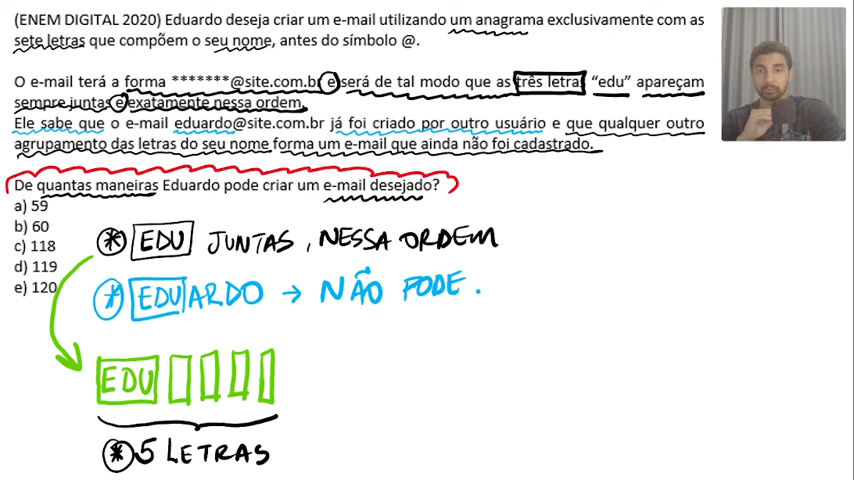 (ENEM DIGITAL 2020) Eduardo deseja criar um e-mail utilizando um anagrama exclusivamente com as
sete letras que compõem o seu nome, antes do símbolo @.
O e-mail terá a forma *******@site.com.br e será de tal modo que as três letras “edu” apareçam
sempre juntas e exatamente nessa ordem.
Ele sabe que o e-mail eduardo@site.com.br já foi criado por outro usuário e que qualquer outro
agrupamento das letras do seu nome forma um e-mail que ainda não foi cadastrado.
De quantas maneiras Eduardo pode criar um e-mail desejado?
a) 59
b) 60
c) 118
d) 119
e) 120
* EDU JUNTAS, NESSA ORDEM
* EDUARDO → NÃO PODE.
EDU
* 5 LETRAS